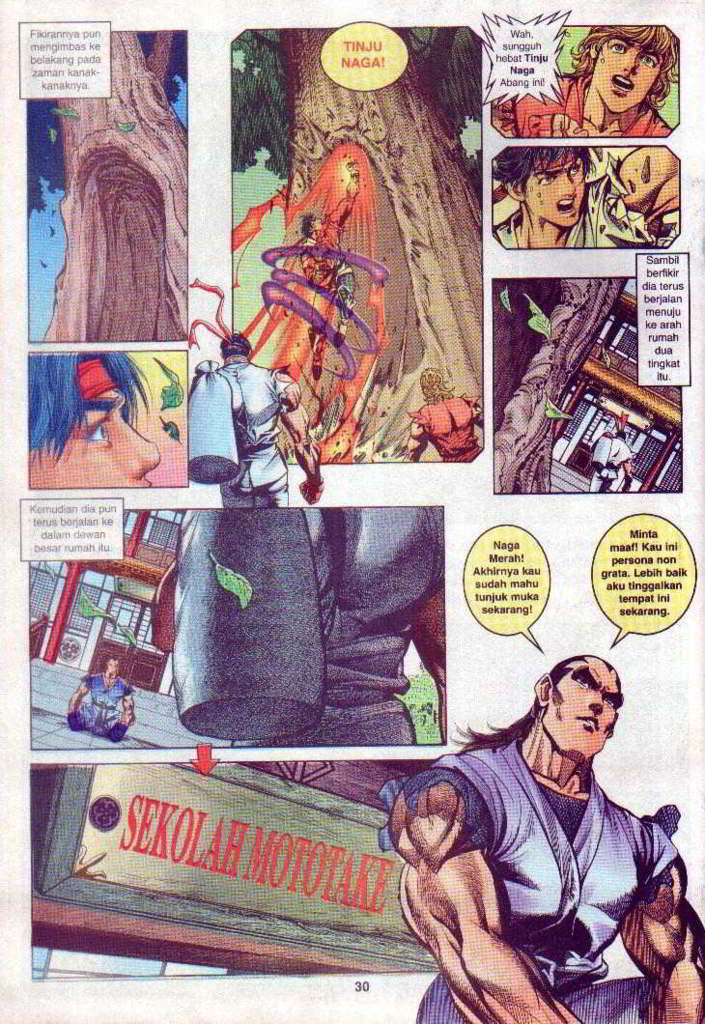 Fikirannya pun
mengimbas ke
belakang pada
zaman kanak-
kanaknya.
TINJU
NAGA!
Wah,
sungguh
hebat Tinju
Naga
Abang ini!
Sambil
berfikir
dia terus
berjalan
menuju
ke arah
rumah
dua
tingkat
itu.
Kemudian dia pun
terus berjalan ke
dalam dewan
besar rumah itu.
Naga
Merah!
Akhirnya kau
sudah mahu
tunjuk muka
sekarang!
Minta
maaf! Kau ini
persona non
grata. Lebih baik
aku tinggalkan
tempat ini
sekarang.
SEKOLAH MOTOTAKE
30